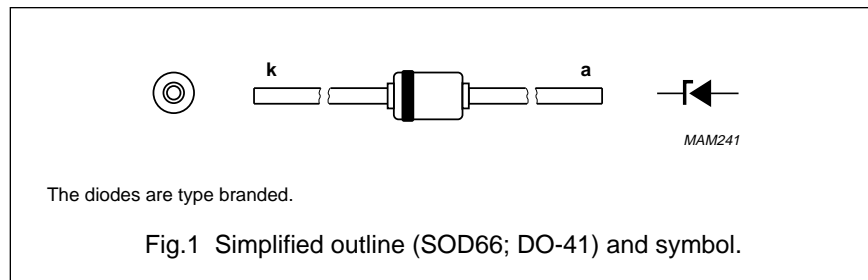 k
a
MAM241
The diodes are type branded.
Fig.1 Simplified outline (SOD66; DO-41) and symbol.